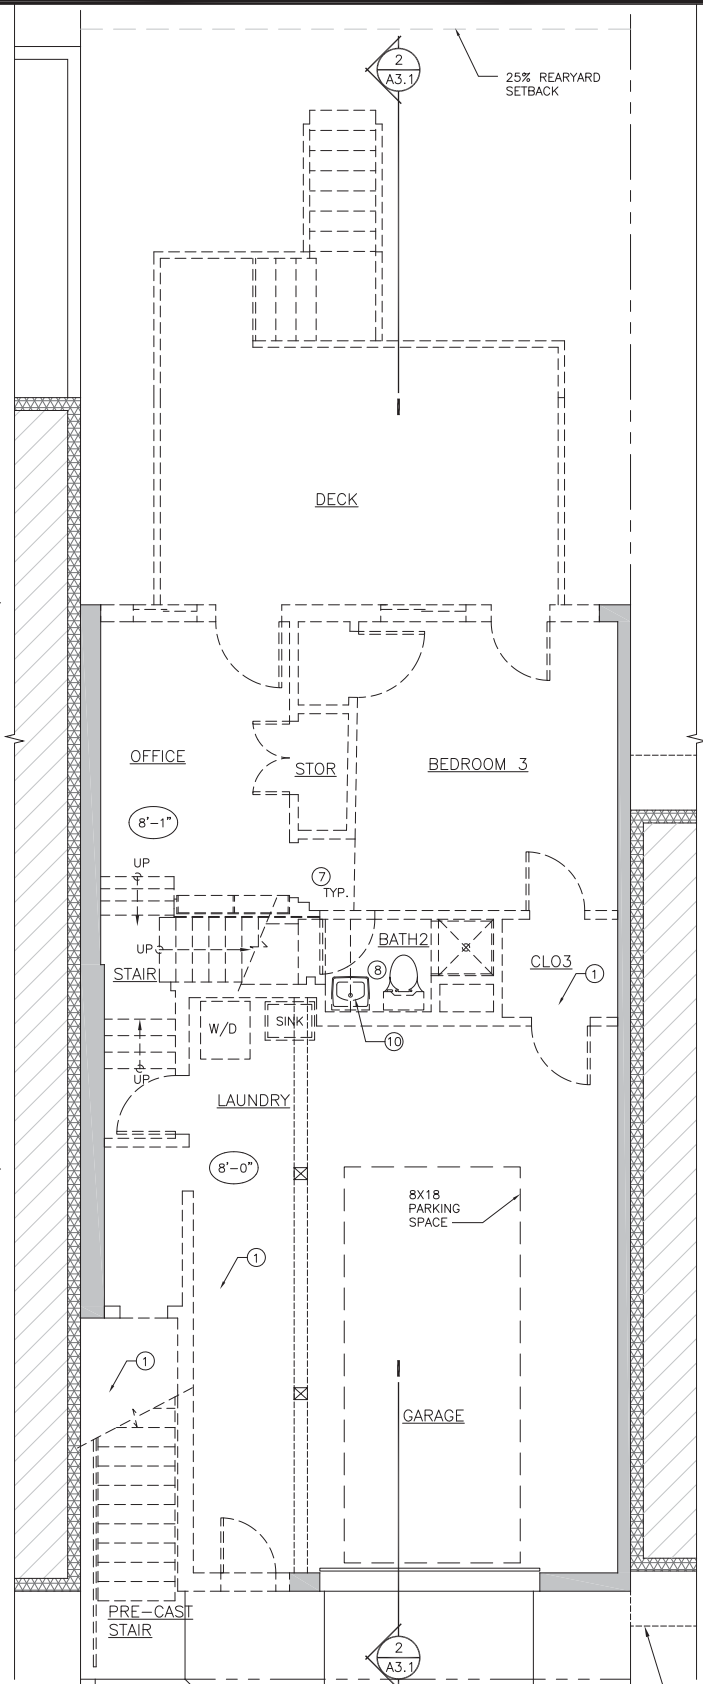 2
A3.1
25% REARYARD
SETBACK
DECK
OFFICE
STOR
BEDROOM 3
8'-1"
UP
7
TYP.
UP
BATH2
STAIR
8
CLO3
1
W/D
SINK
10
UP
LAUNDRY
8'-0"
8X18
PARKING
SPACE
1
1
GARAGE
PRE-CAST
STAIR
2
A3.1